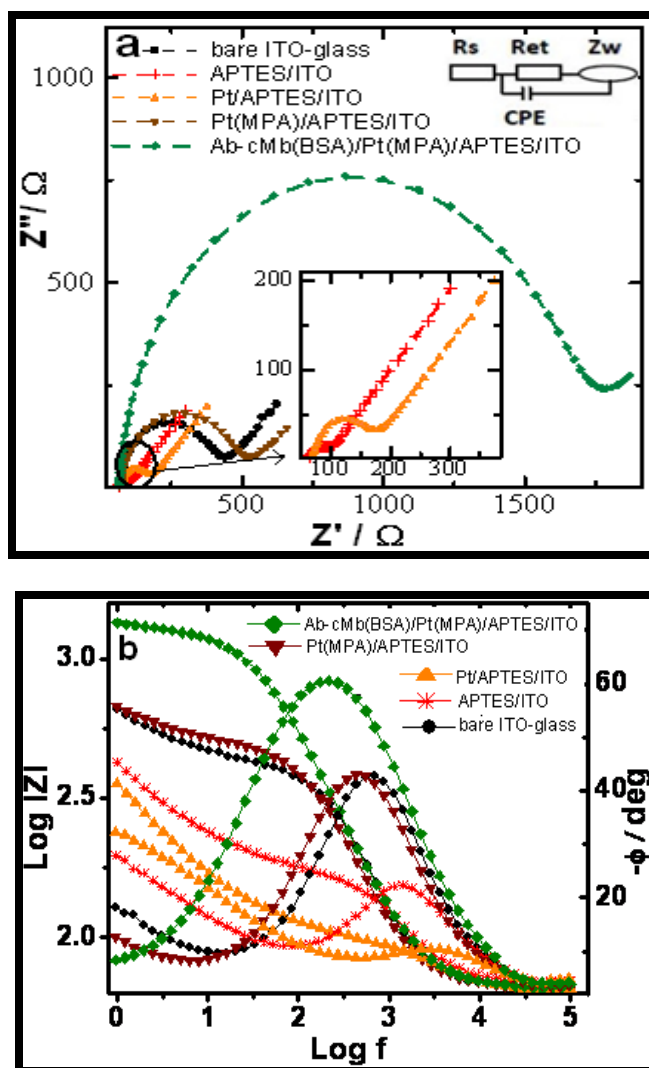 a
bare ITO-glass
APTES/ITO
Pt/APTES/ITO
Pt(MPA)/APTES/ITO
Ab-cMb(BSA)/Pt(MPA)/APTES/ITO
Rs Ret Zw
CPE
1000
500
Z"/ Ω
200
100
100 200 300
500 1000 1500
Z' / Ω
b
Ab-cMb(BSA)/Pt(MPA)/APTES/ITO
Pt(MPA)/APTES/ITO
Pt/APTES/ITO
APTES/ITO
bare ITO-glass
3.0
2.5
2.0
Log |Z|
60
40
20
-ϕ / deg
0 1 2 3 4 5
Log f